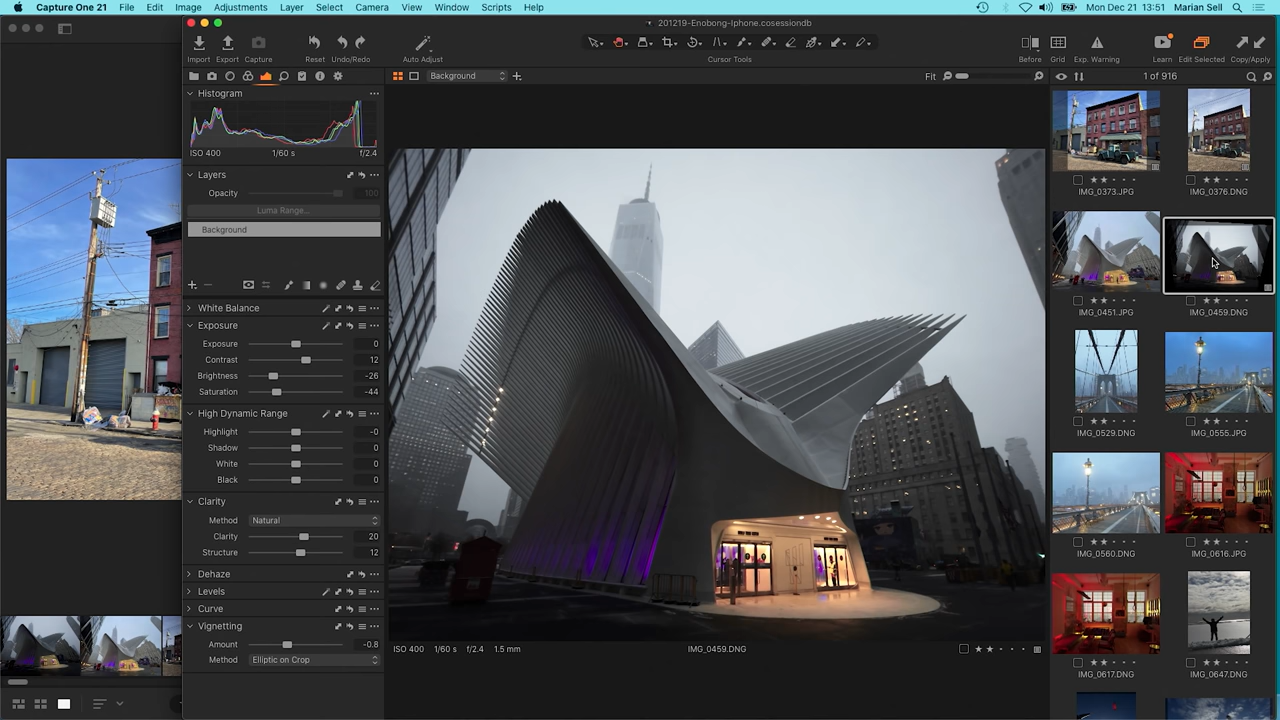 Capture One 21 File Edit Image Adjustments Layer Select Camera View Window Scripts Help Mon Dec 21 13:51 Marian Sell
201219-Enobong-Iphone.cosessiondb
Import Export Capture Reset Undo/Redo Auto Adjust Cursor Tools Before Grid Exp. Warning Learn Edit Selected Copy/Apply
Background Fit 1 of 916
Histogram
ISO 400 1/60 s f/2.4
Layers
Opacity 100
Luma Range...
Background
White Balance
Exposure
Exposure 0
Contrast 12
Brightness -26
Saturation -44
High Dynamic Range
Highlight -0
Shadow 0
White 0
Black 0
Clarity
Method Natural
Clarity 20
Structure 12
Dehaze
Levels
Curve
Vignetting
Amount -0.8
Method Elliptic on Crop
ISO 400 1/60 s f/2.4 1.5 mm IMG_0459.DNG
IMG_0373.JPG IMG_0376.DNG
IMG_0451.JPG IMG_0459.DNG
IMG_0529.DNG IMG_0555.JPG
IMG_0560.DNG IMG_0616.JPG
IMG_0617.JPG IMG_0647.DNG